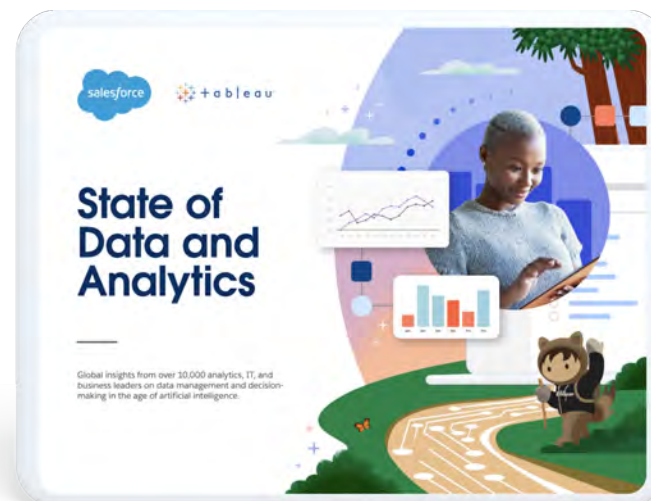 salesforce
+ableau
State of
Data and
Analytics
Global insights from over 10,000 analytics, IT, and
business leaders on data management and decision-
making in the age of artificial intelligence.